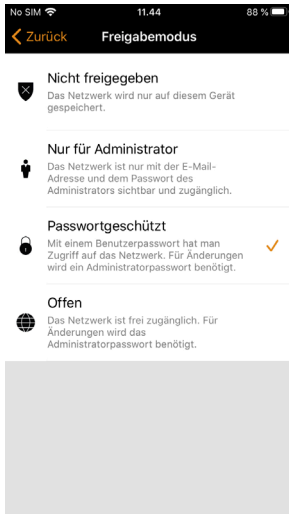 No SIM 11.44 88 %
Zurück Freigabemodus
Nicht freigegeben
Das Netzwerk wird nur auf diesem Gerät
gespeichert.
Nur für Administrator
Das Netzwerk ist nur mit der E-Mail-
Adresse und dem Passwort des
Administrators sichtbar und zugänglich.
Passwortgeschützt
Mit einem Benutzerpasswort hat man
Zugriff auf das Netzwerk. Für Änderungen
wird ein Administratorpasswort benötigt.
Offen
Das Netzwerk ist frei zugänglich. Für
Änderungen wird das
Administratorpasswort benötigt.